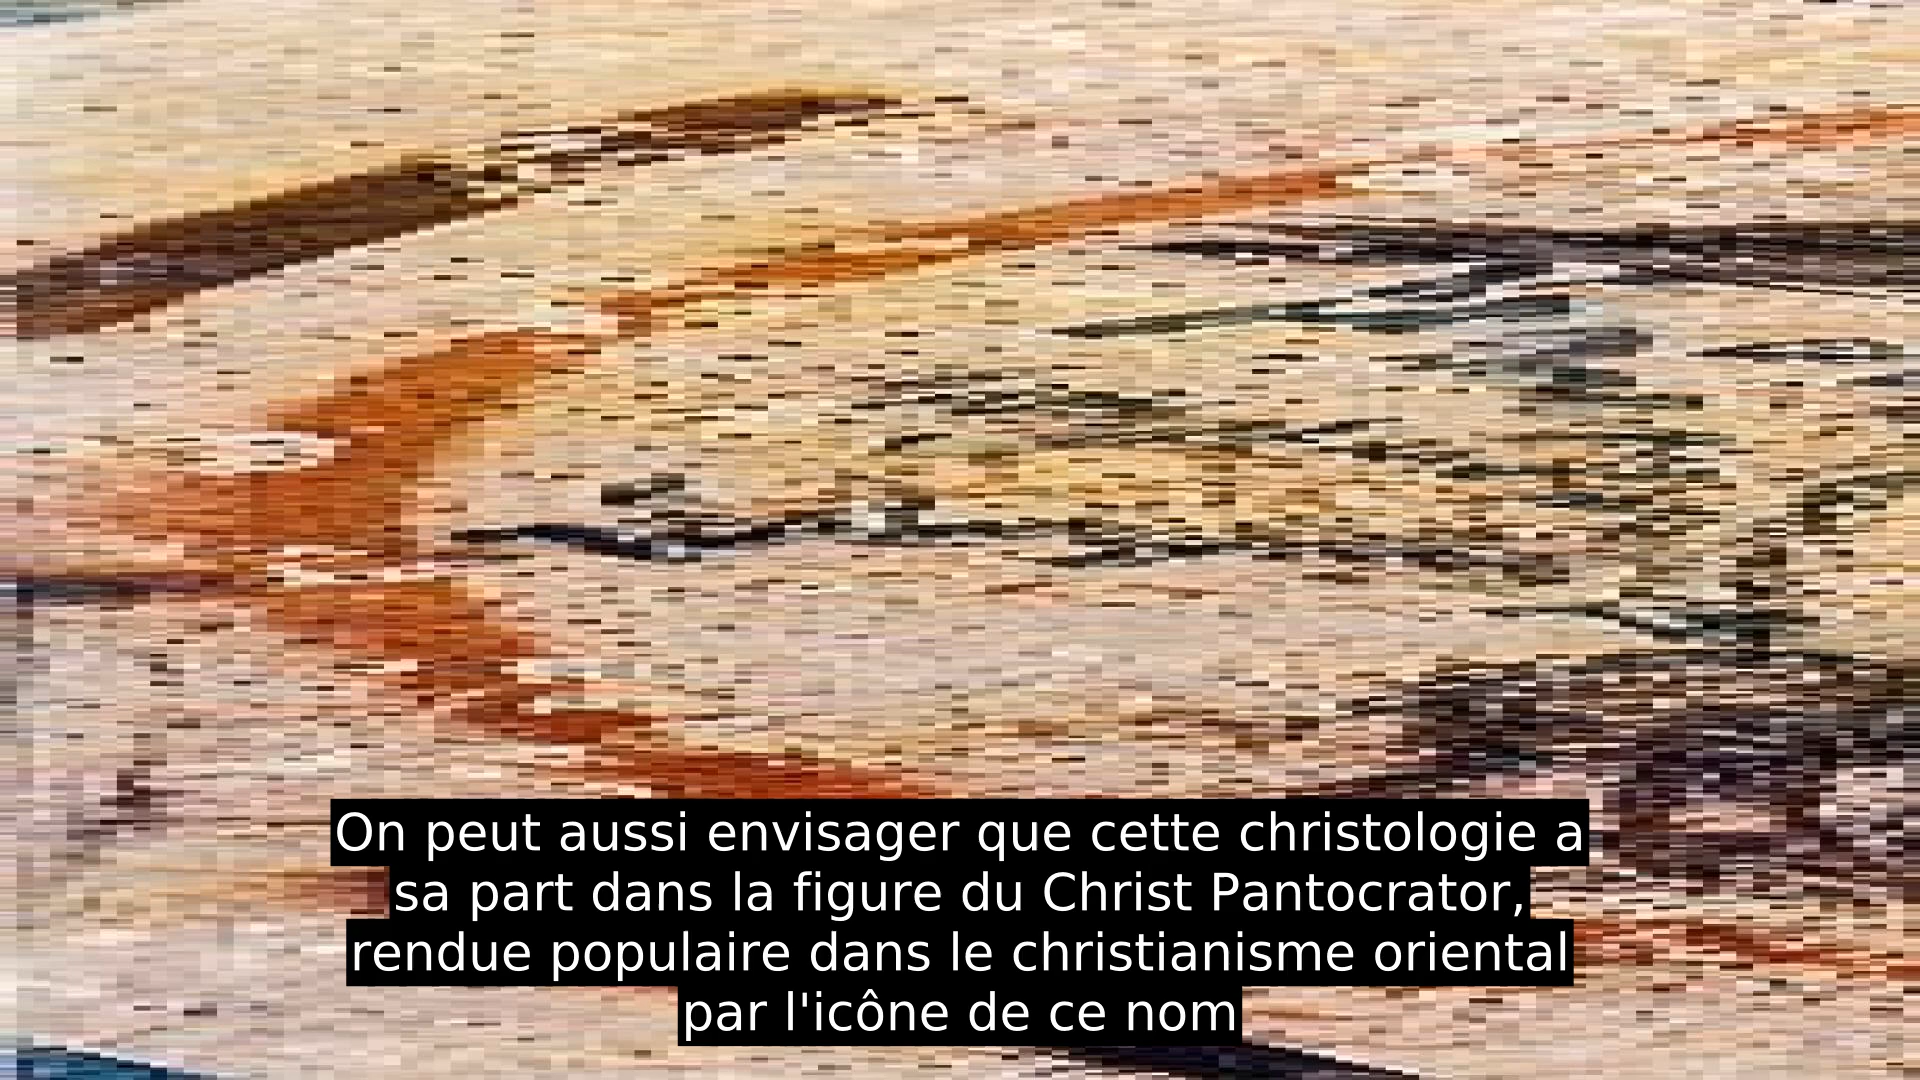 On peut aussi envisager que cette christologie a
sa part dans la figure du Christ Pantocrator,
rendue populaire dans le christianisme oriental
par l'icône de ce nom